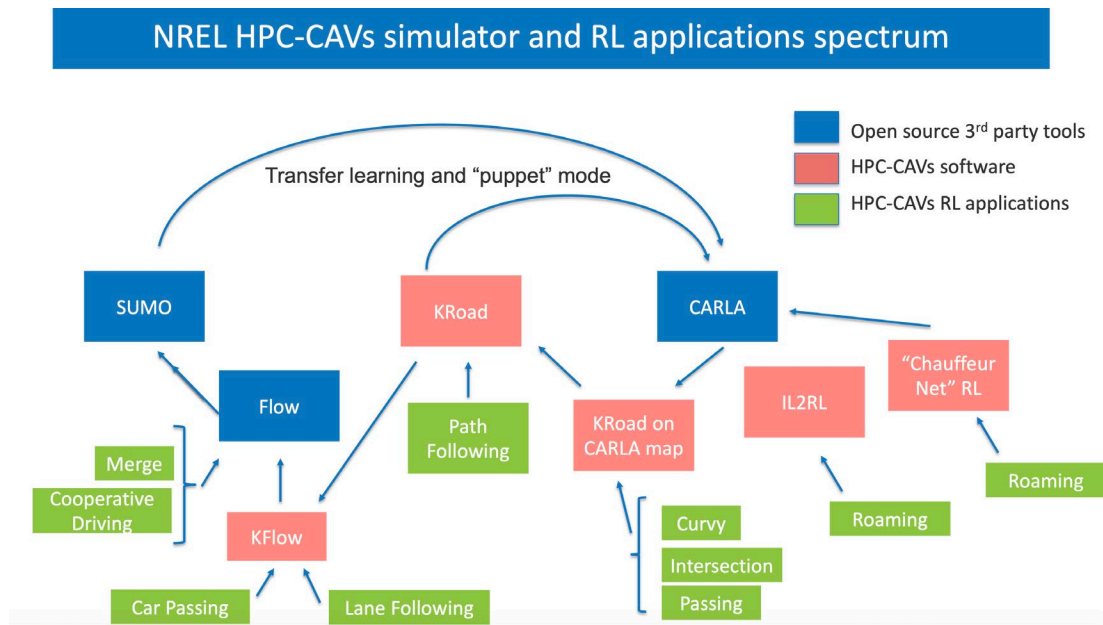 NREL HPC-CAVs simulator and RL applications spectrum
Open source 3rd party tools
HPC-CAVs software
HPC-CAVs RL applications
Transfer learning and “puppet” mode
SUMO
KRoad
CARLA
“Chauffeur
Net” RL
Flow
IL2RL
Path
Following
KRoad on
CARLA map
Merge
Cooperative
Driving
KFlow
Roaming
Roaming
Curvy
Intersection
Passing
Car Passing
Lane Following